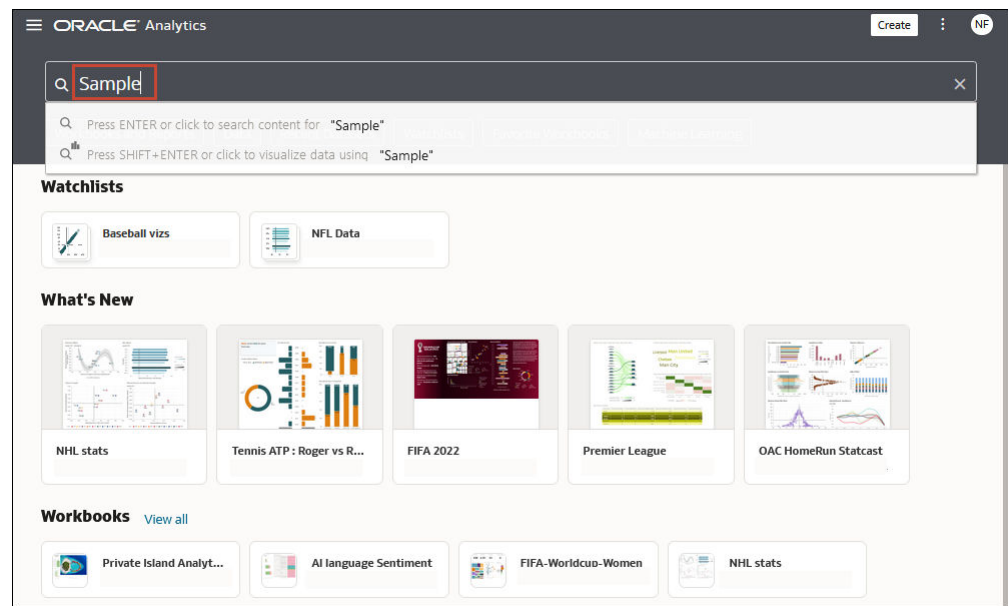 ORACLE Analytics
Create
NF
Sample
Press ENTER or click to search content for "Sample"
Press SHIFT+ENTER or click to visualize data using "Sample"
Watchlists
Baseball vizs
NFL Data
What's New
NHL stats
Tennis ATP : Roger vs R...
FIFA 2022
Premier League
OAC HomeRun Statcast
Workbooks View all
Private Island Analyt...
AI language Sentiment
FIFA-Worldcup-Women
NHL stats